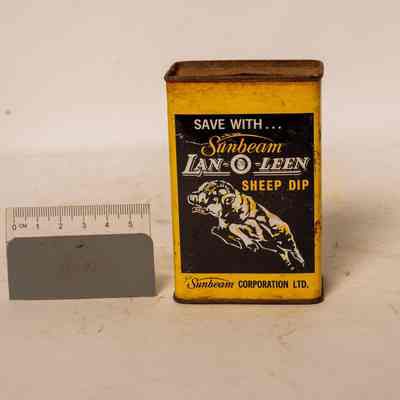 SAVE WITH...
Sunbeam
LAN-O-LEEN
SHEEP DIP
Sunbeam CORPORATION LTD.
0 1 2 3 4 5
CM